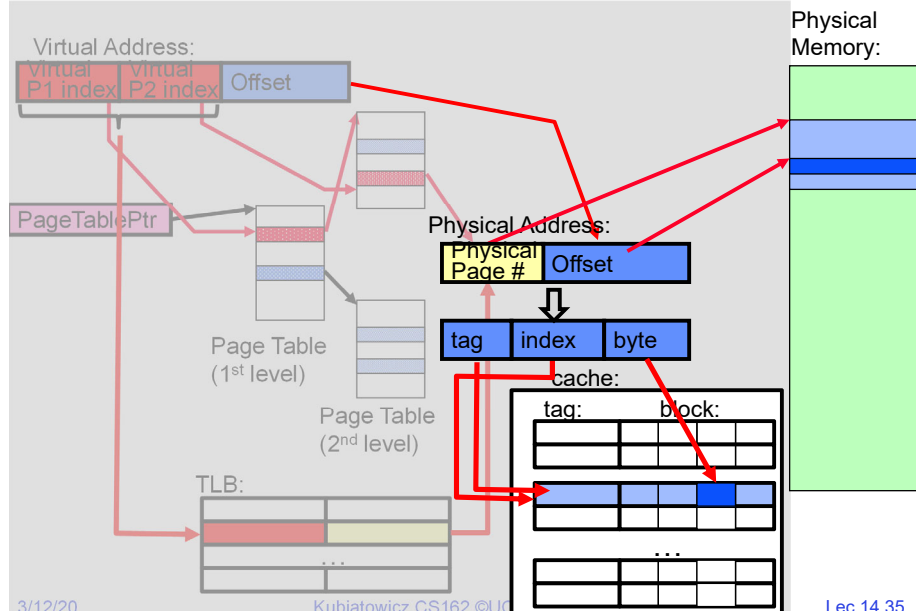 Virtual Address:
Virtual
P1 index
Virtual
P2 index
Offset
Physical
Memory:
PageTablePtr
Physical Address:
Physical
Page #
Offset
tag
index
byte
Page Table
(1st level)
cache:
tag:
block:
Page Table
(2nd level)
TLB:
...
...
3/12/20
Kubiatowicz CS162 ©UC
Lec 14.35